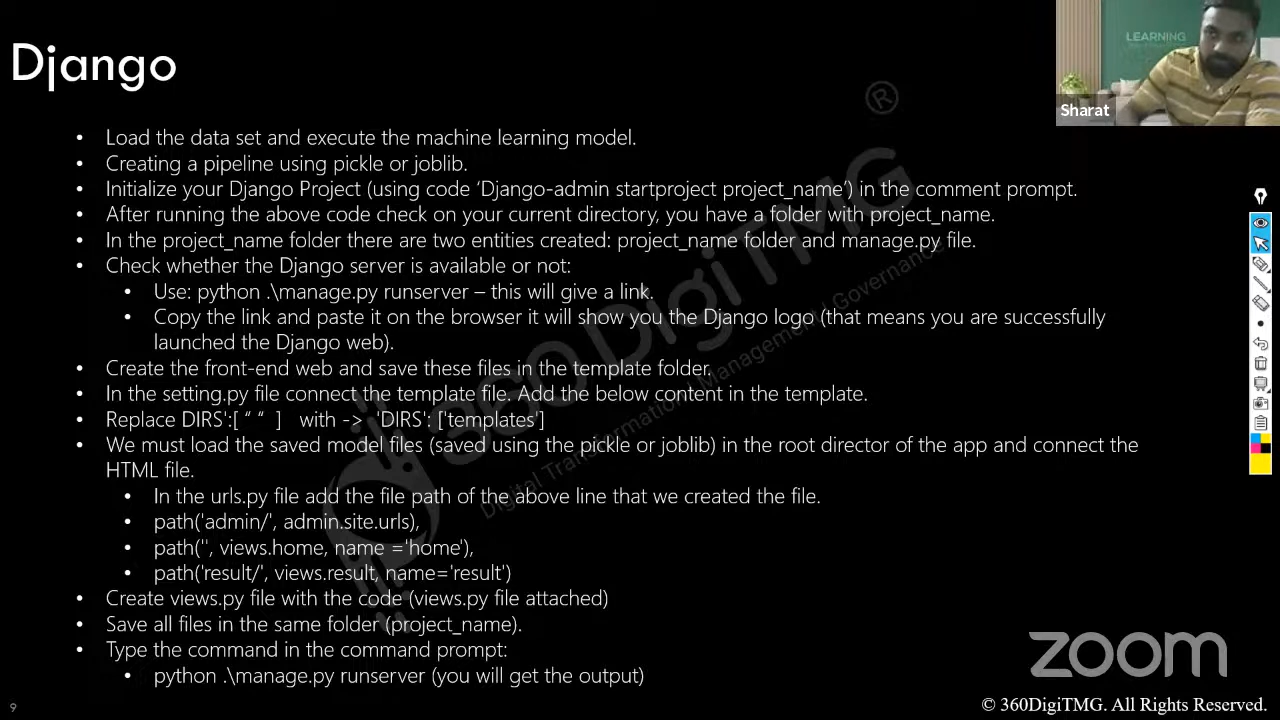 Django
LEARNING
Sharat
®
• Load the data set and execute the machine learning model.
• Creating a pipeline using pickle or joblib.
• Initialize your Django Project (using code ‘Django-admin startproject project_name’) in the comment prompt.
• After running the above code check on your current directory, you have a folder with project_name.
• In the project_name folder there are two entities created: project_name folder and manage.py file.
• Check whether the Django server is available or not:
• Use: python .\manage.py runserver – this will give a link.
• Copy the link and paste it on the browser it will show you the Django logo (that means you are successfully
launched the Django web).
• Create the front-end web and save these files in the template folder.
• In the setting.py file connect the template file. Add the below content in the template.
• Replace DIRS':[ “ “ ] with -> 'DIRS': ['templates']
• We must load the saved model files (saved using the pickle or joblib) in the root director of the app and connect the
HTML file.
• In the urls.py file add the file path of the above line that we created the file.
• path('admin/', admin.site.urls),
• path('', views.home, name ='home'),
• path('result/', views.result, name='result')
• Create views.py file with the code (views.py file attached)
• Save all files in the same folder (project_name).
• Type the command in the command prompt:
• python .\manage.py runserver (you will get the output)
360DigiTMG
Digital Transformation | Management | Governance
zoom
9
© 360DigiTMG. All Rights Reserved.